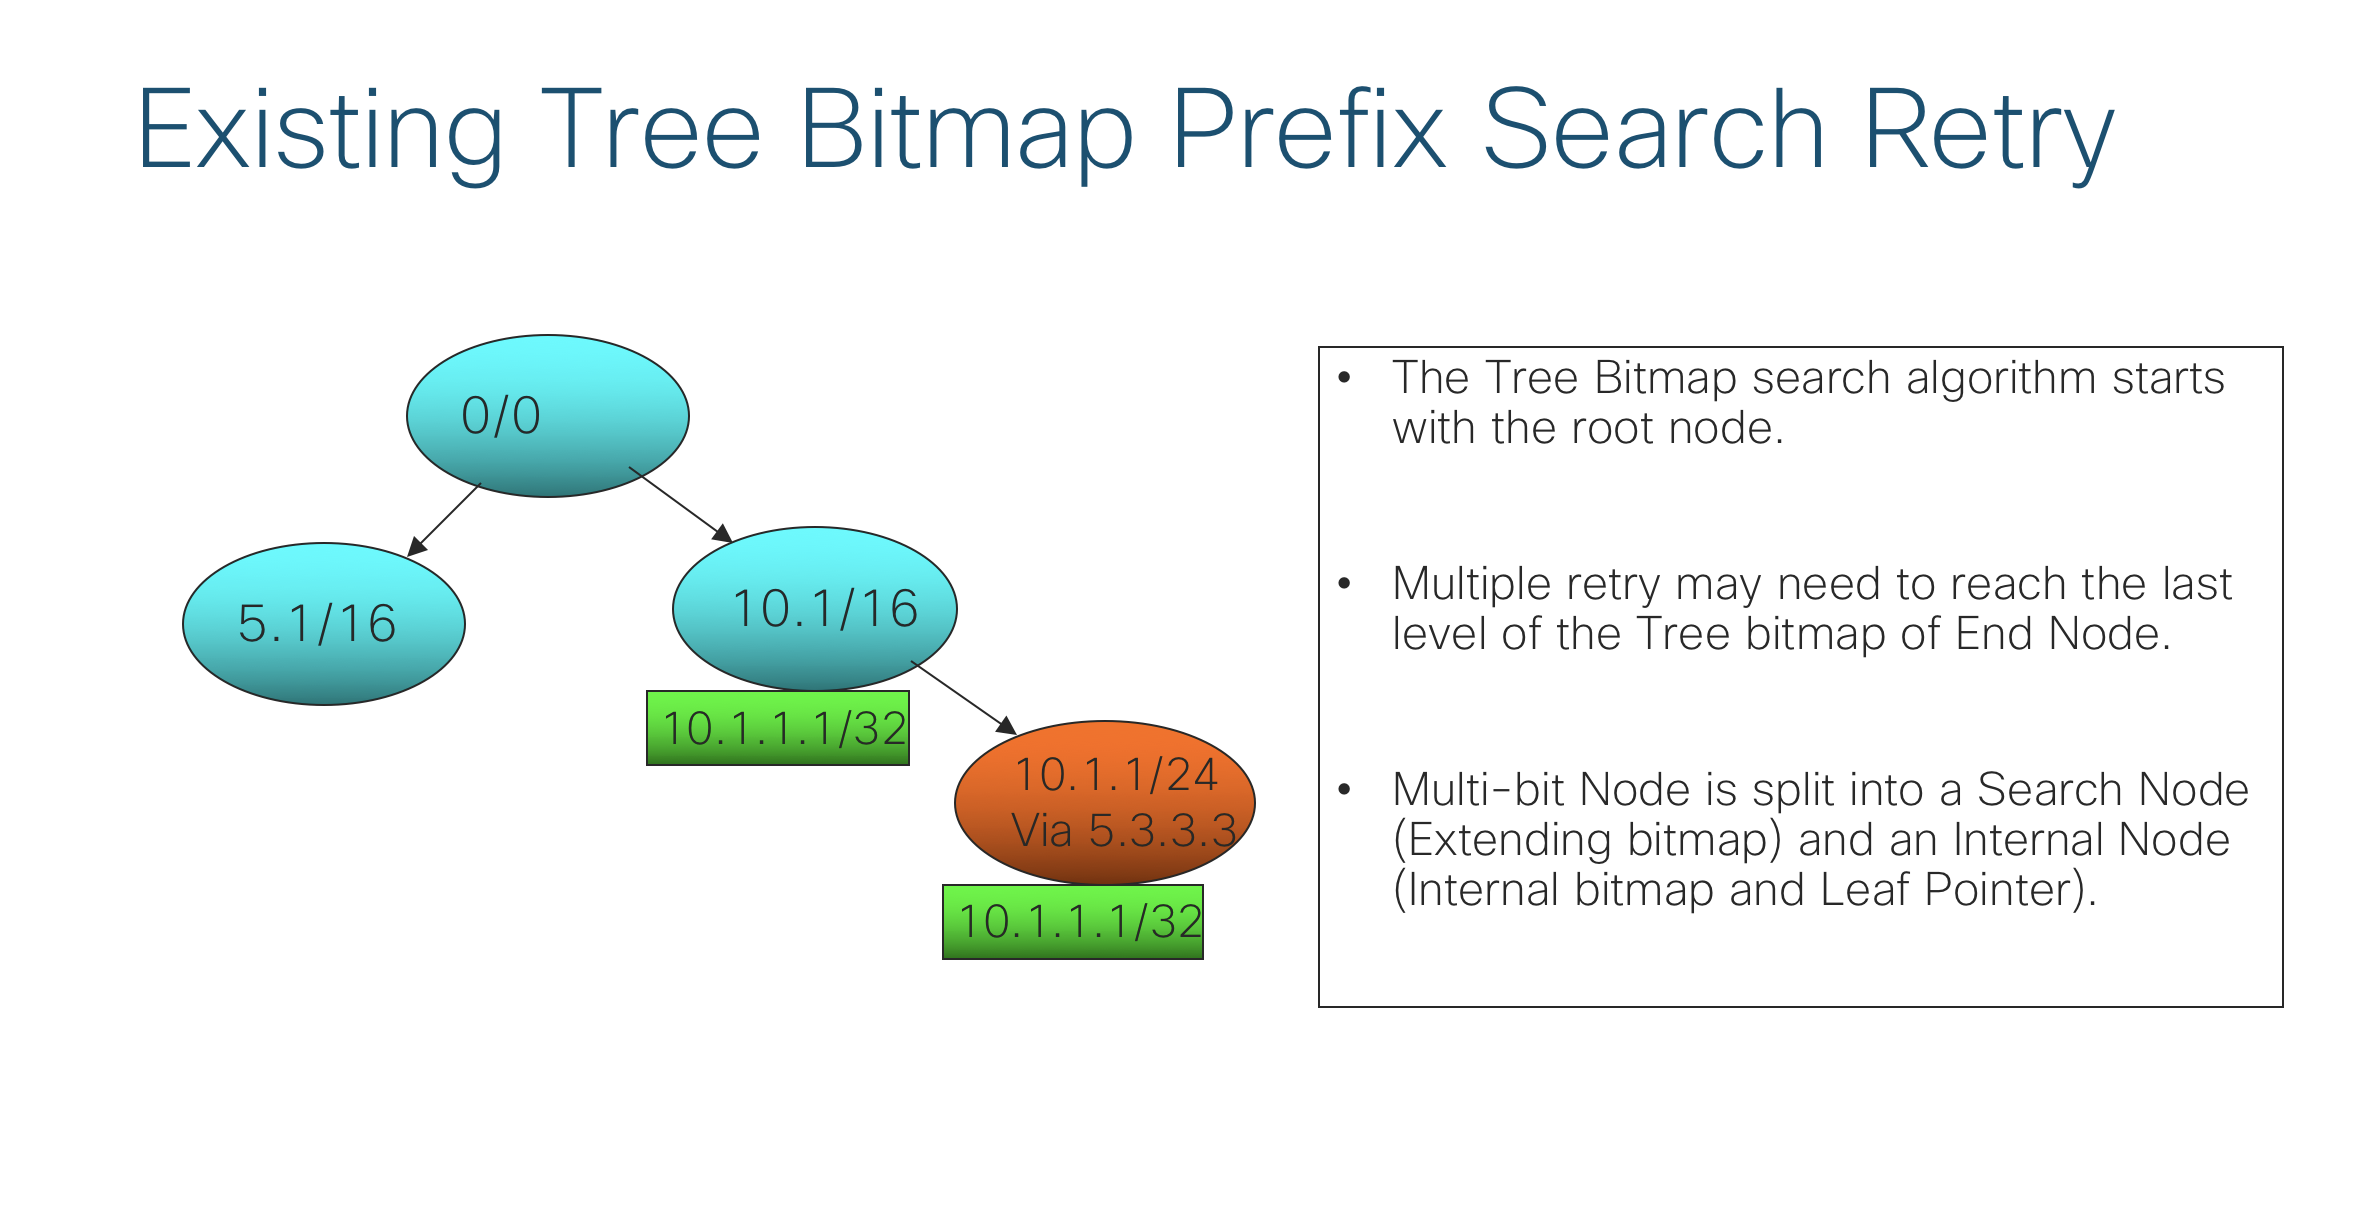 Existing Tree Bitmap Prefix Search Retry
0/0
5.1/16
10.1/16
10.1.1.1/32
10.1.1/24
Via 5.3.3.3
10.1.1.1/32
• The Tree Bitmap search algorithm starts
with the root node.
• Multiple retry may need to reach the last
level of the Tree bitmap of End Node.
• Multi-bit Node is split into a Search Node
(Extending bitmap) and an Internal Node
(Internal bitmap and Leaf Pointer).